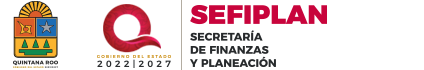 QUINTANA ROO
GOBIERNO DEL ESTADO
2022|2027
SEFIPLAN
SECRETARÍA
DE FINANZAS
Y PLANEACIÓN